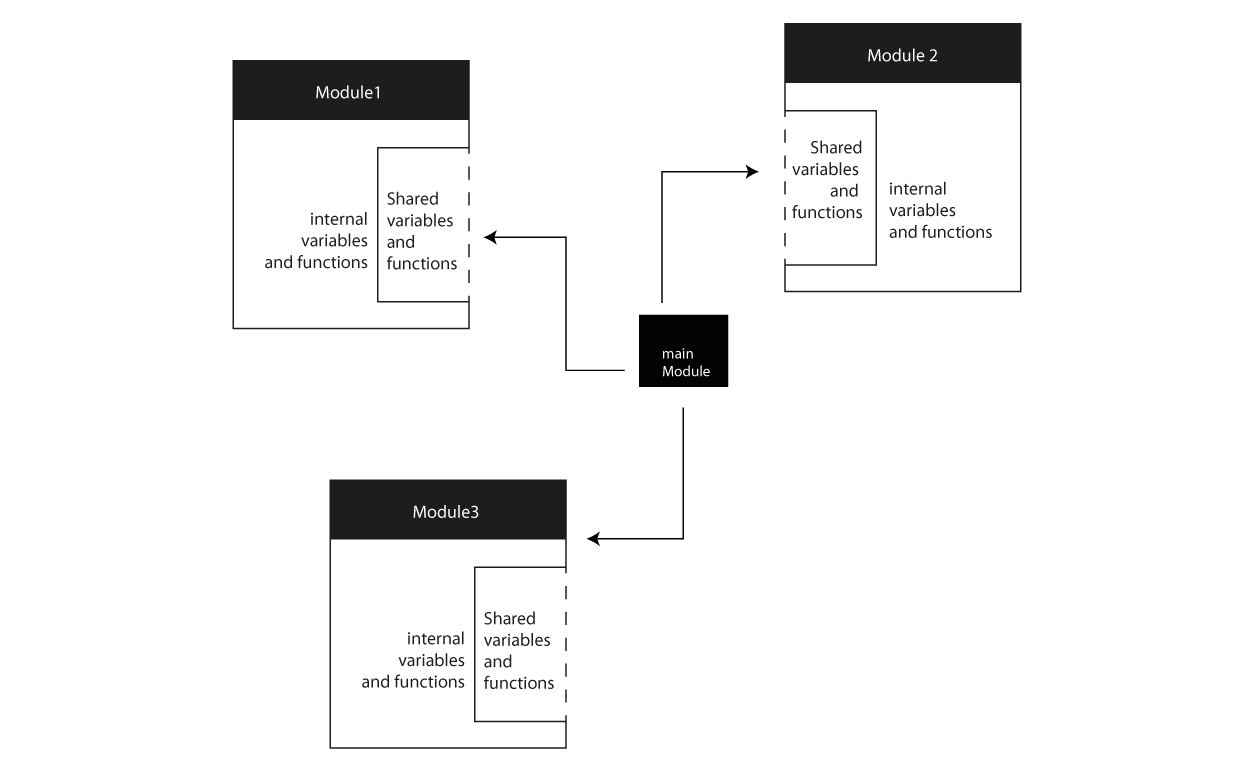 Module1
internal
variables
and functions
Shared
variables
and
functions
Module 2
Shared
variables
and
functions
internal
variables
and functions
main
Module
Module3
internal
variables
and functions
Shared
variables
and
functions